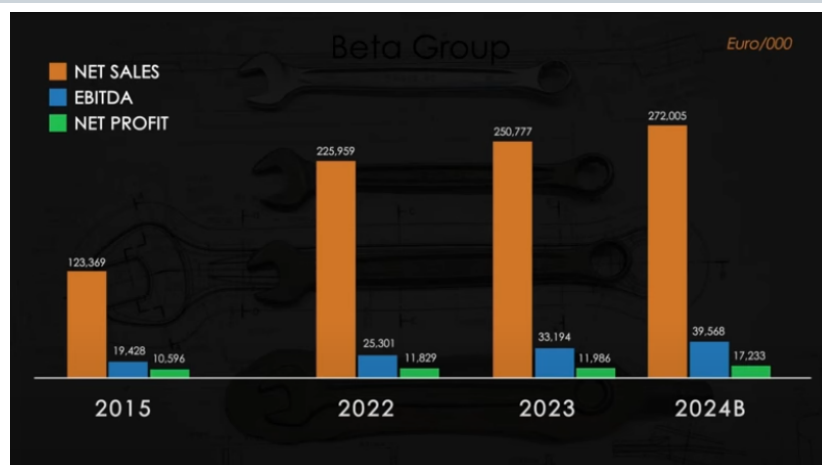 Beta Group
Euro/000
NET SALES
EBITDA
NET PROFIT
123,369
19,428
10,596
225,959
25,301
11,829
250,777
33,194
11,986
272,005
39,568
17,233
2015
2022
2023
2024B